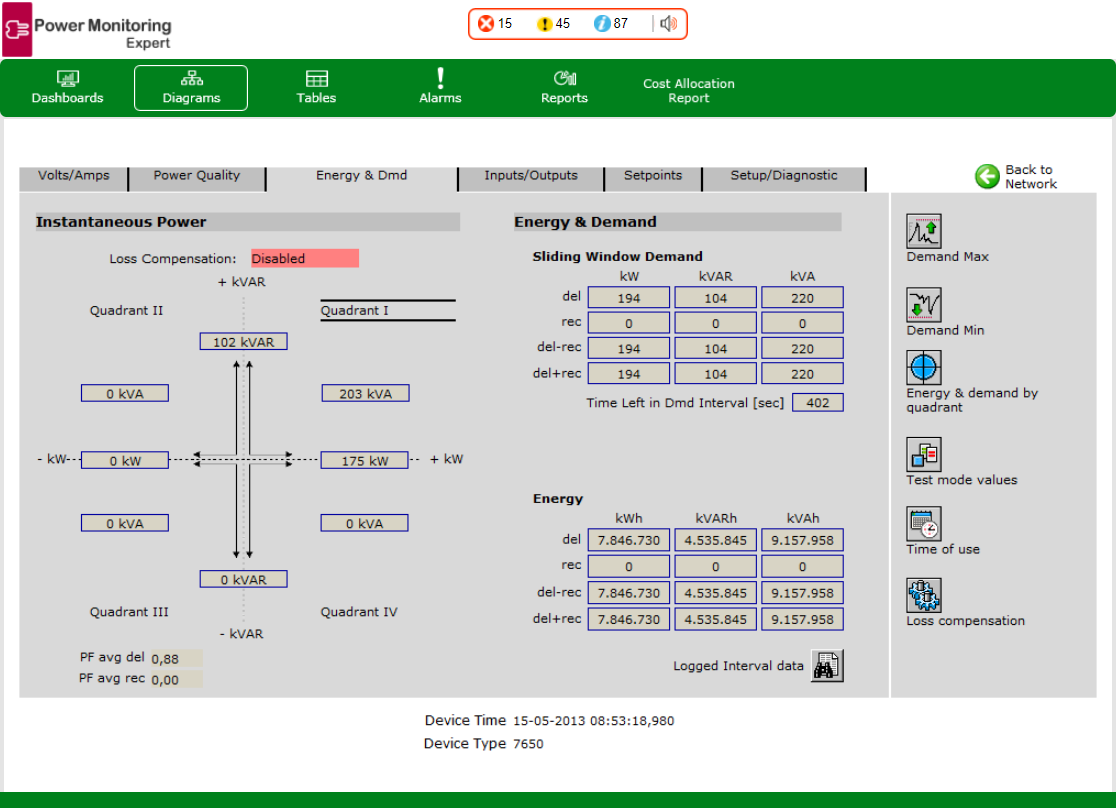 Power Monitoring
Expert
15 45 87
Dashboards Diagrams Tables Alarms Reports Cost Allocation
Report
Volts/Amps Power Quality Energy & Dmd Inputs/Outputs Setpoints Setup/Diagnostic
Back to
Network
Instantaneous Power
Loss Compensation: Disabled
+ kVAR
Quadrant II Quadrant I
102 kVAR
0 kVA 203 kVA
- kW 0 kW 175 kW + kW
0 kVA 0 kVA
0 kVAR
Quadrant III Quadrant IV
- kVAR
PF avg del 0,88
PF avg rec 0,00
Energy & Demand
Sliding Window Demand
kW kVAR kVA
del 194 104 220
rec 0 0 0
del-rec 194 104 220
del+rec 194 104 220
Time Left in Dmd Interval [sec] 402
Energy
kWh kVARh kVAh
del 7.846.730 4.535.845 9.157.958
rec 0 0 0
del-rec 7.846.730 4.535.845 9.157.958
del+rec 7.846.730 4.535.845 9.157.958
Logged Interval data
Demand Max
Demand Min
Energy & demand by
quadrant
Test mode values
Time of use
Loss compensation
Device Time 15-05-2013 08:53:18,980
Device Type 7650